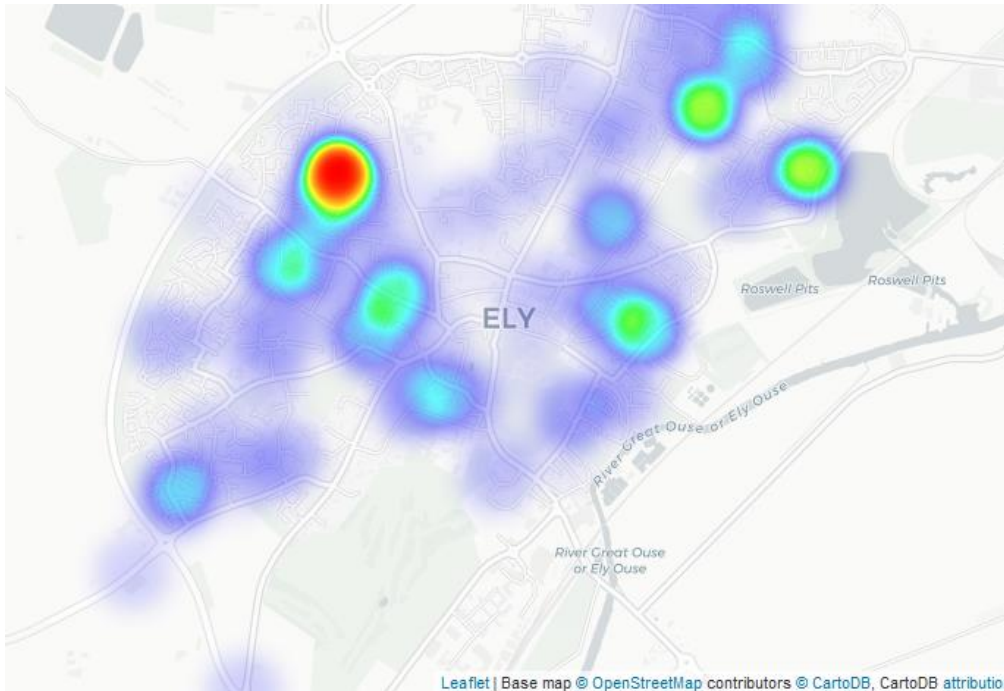 ELY
Roswell Pits
Roswell Pits
River Great Ouse or Ely Ouse
River Great Ouse
or Ely Ouse
Leaflet | Base map © OpenStreetMap contributors © CartoDB, CartoDB attributio